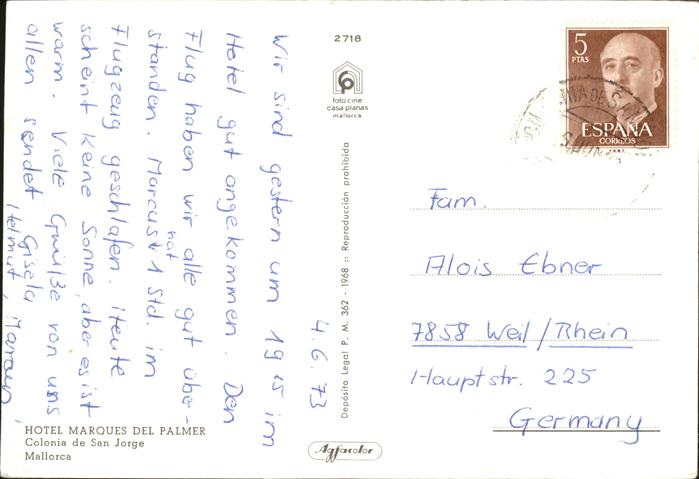 4.6.73
Wir sind gestern um 19 15 im
Hotel gut angekommen. Den
Flug haben wir alle gut über-
standen. Marcus hat 1 Std. im
Flugzeug geschlafen. Heute
scheint keine Sonne, aber es ist
warm. Viele Grüße von uns
allen sendet Gisela
Helmut,
HOTEL MARQUES DEL PALMER
Colonia de San Jorge
Mallorca
2718
foto cine
casa planas
mallorca
Depósito Legal P. M. 362 - 1968 :: Reproducción prohibida
Agfacolor
5
PTAS
ESPAÑA
CORREOS
Fam.
Alois Ebner
7858 Weil/Rhein
Hauptstr. 225
Germany